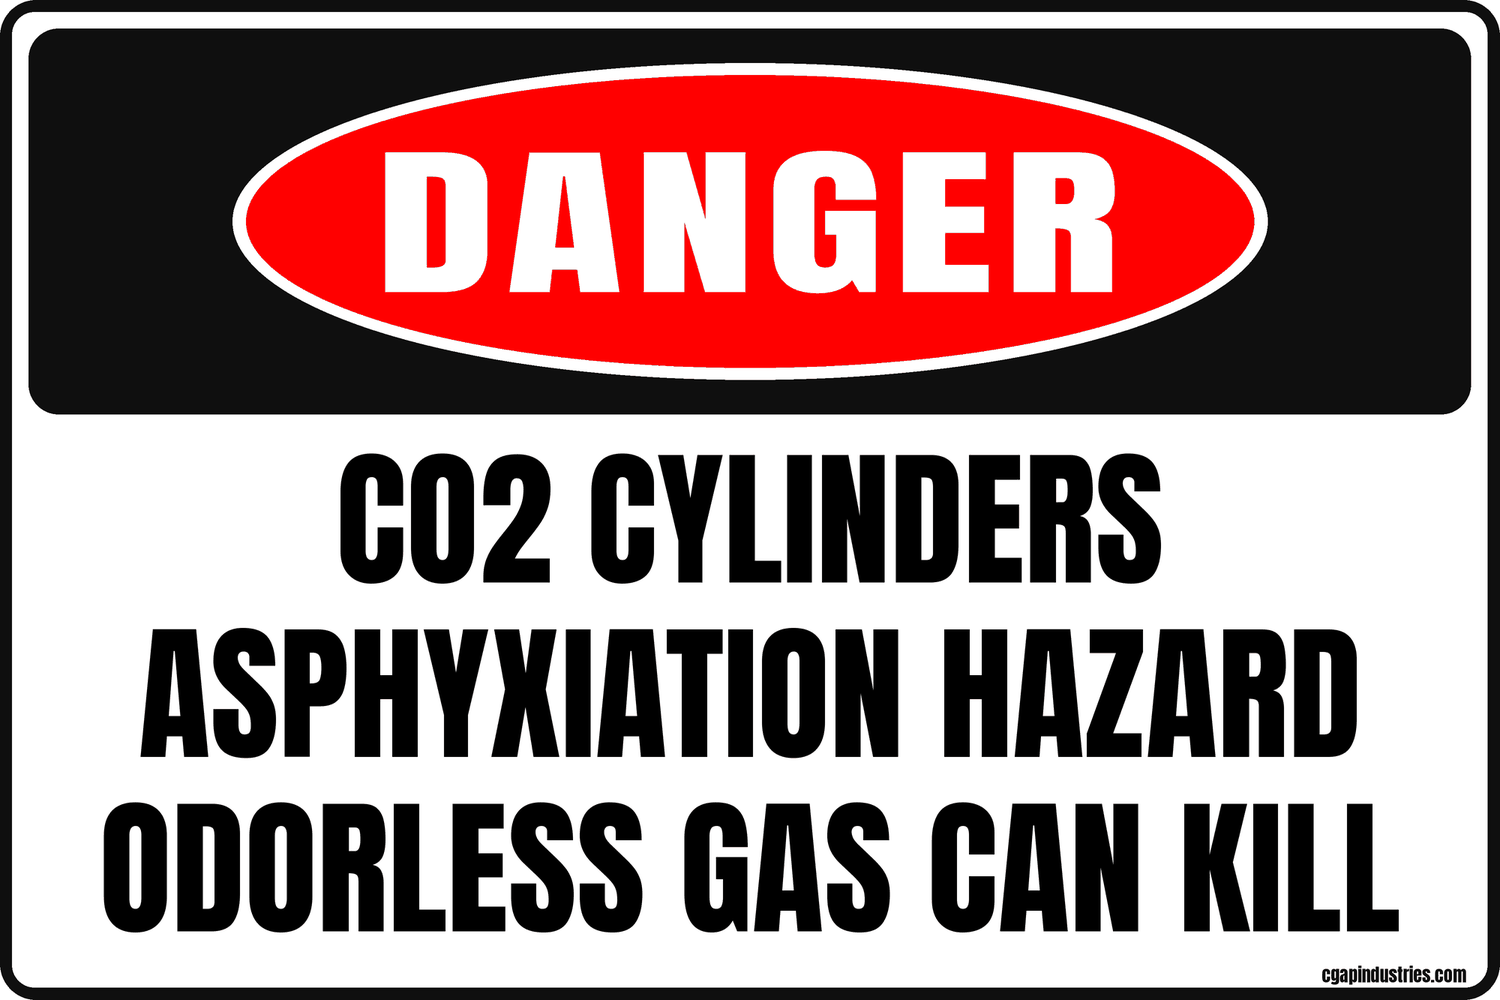 DANGER
CO2 CYLINDERS
ASPHYXIATION HAZARD
ODORLESS GAS CAN KILL
cgapindustries.com